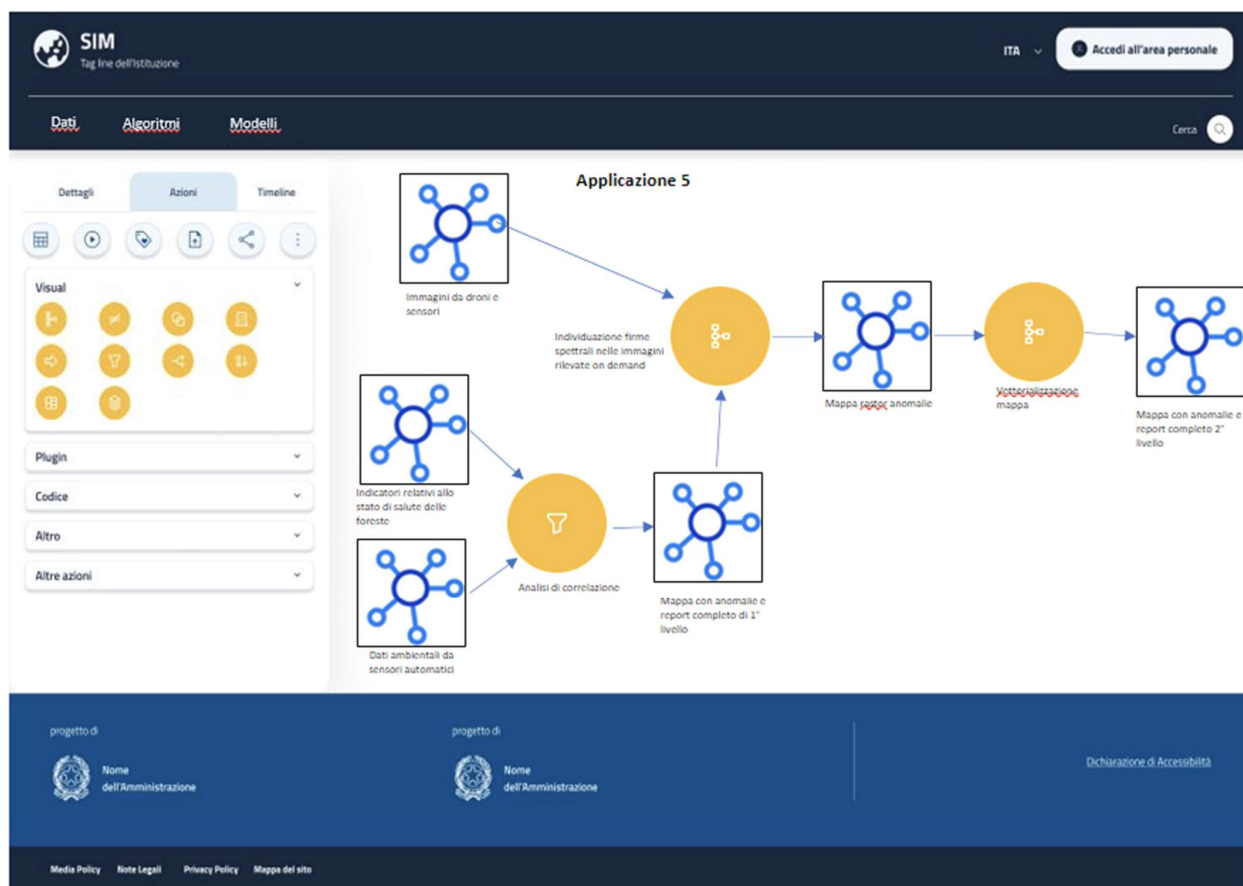 SIM
Tag line dell'Istituzione
ITA
Accedi all'area personale
Dati
Algoritmi
Modelli
Cerca
Dettagli
Azioni
Timeline
Visual
Plugin
Codice
Altro
Altre azioni
Applicazione 5
Immagini da droni e
sensori
Individuazione firme
spettrali nelle immagini
rilevate on demand
Mappa rastor anomalie
Vettorializzazione
mappa
Mappa con anomalie e
report completo 2°
livello
Indicatori relativi allo
stato di salute delle
foreste
Analisi di correlazione
Mappa con anomalie e
report completo di 1°
livello
Dati ambientali da
sensori automatici
progetto di
Nome
dell'Amministrazione
progetto di
Nome
dell'Amministrazione
Dichiarazione di Accessibilità
Media Policy
Note Legali
Privacy Policy
Mappa del sito